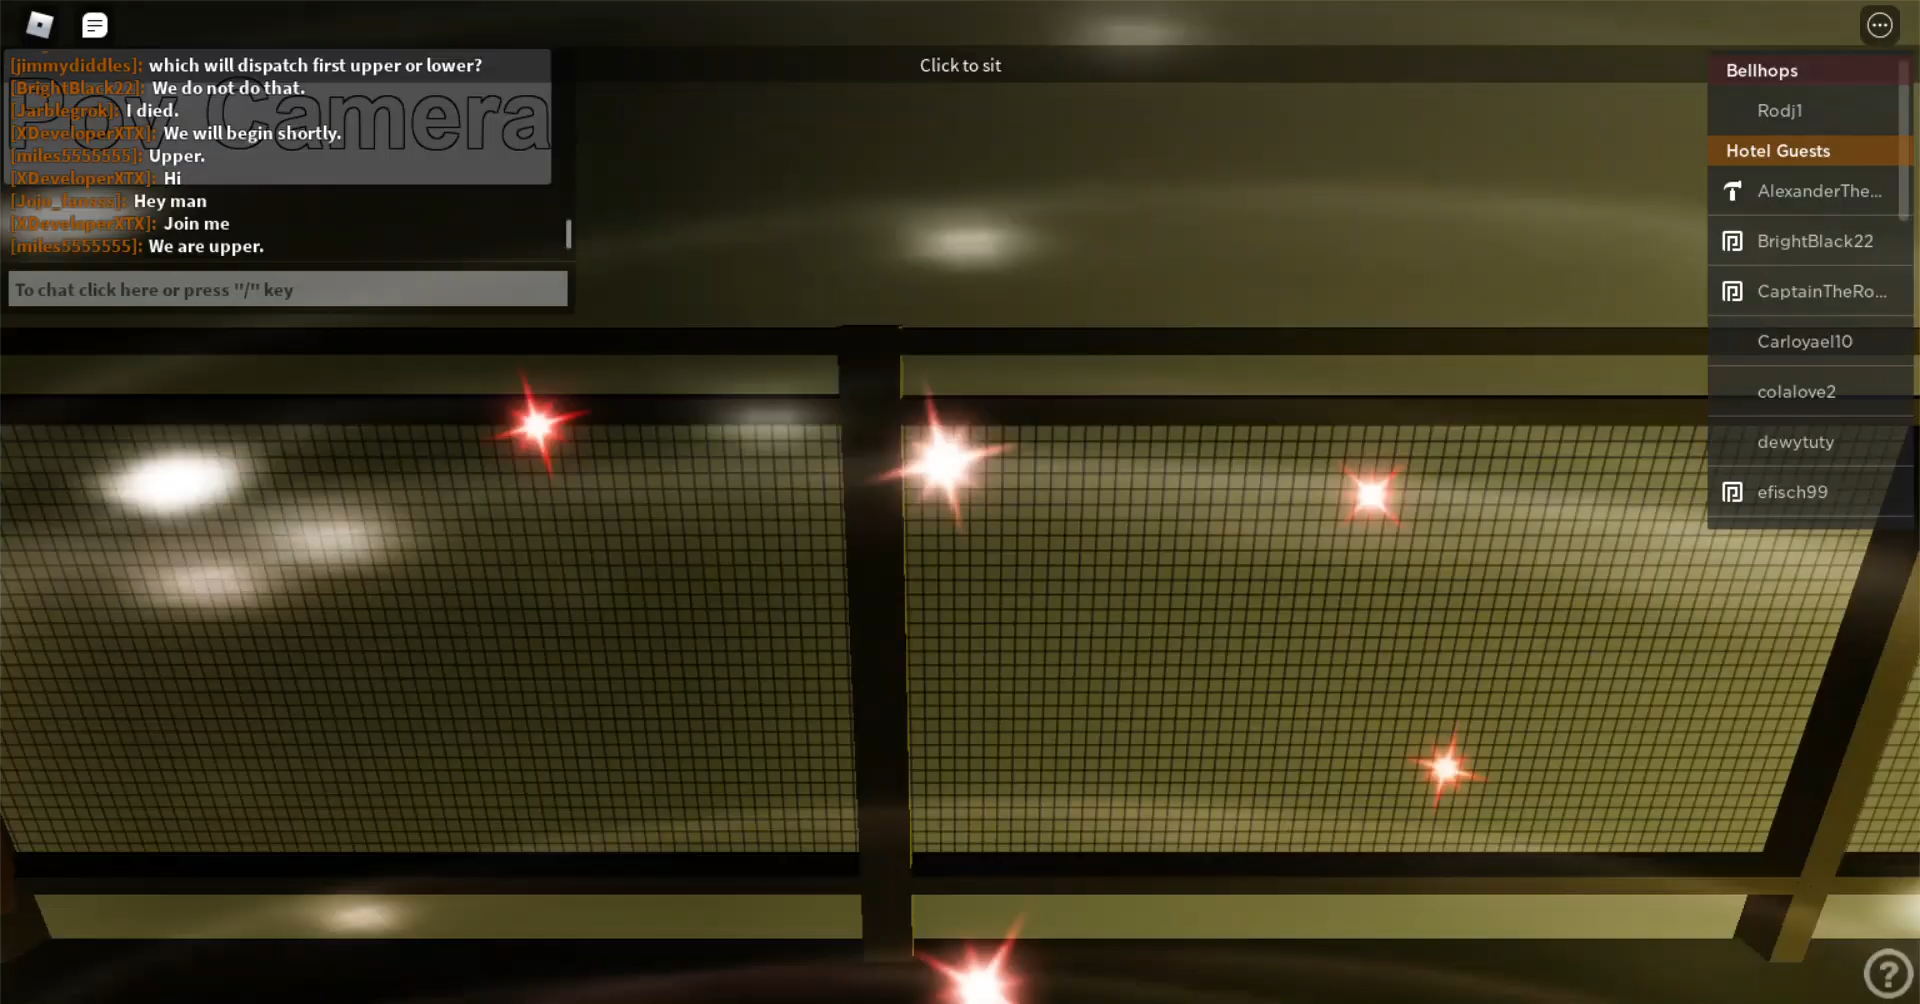 [jimmydiddles]: which will dispatch first upper or lower?
[BrightBlack22]: We do not do that.
[Jarblegrok]: I died.
[XDeveloperXTX]: We will begin shortly.
[miles5555555]: Upper.
[XDeveloperXTX]: Hi
Hey man
[XDeveloperXTX]: Join me
[miles5555555]: We are upper.
Pov Camera
To chat click here or press "/" key
Click to sit
Bellhops
Rodj1
Hotel Guests
AlexanderThe...
BrightBlack22
CaptainTheRo...
Carloyael10
colalove2
dewytuty
efisch99
?